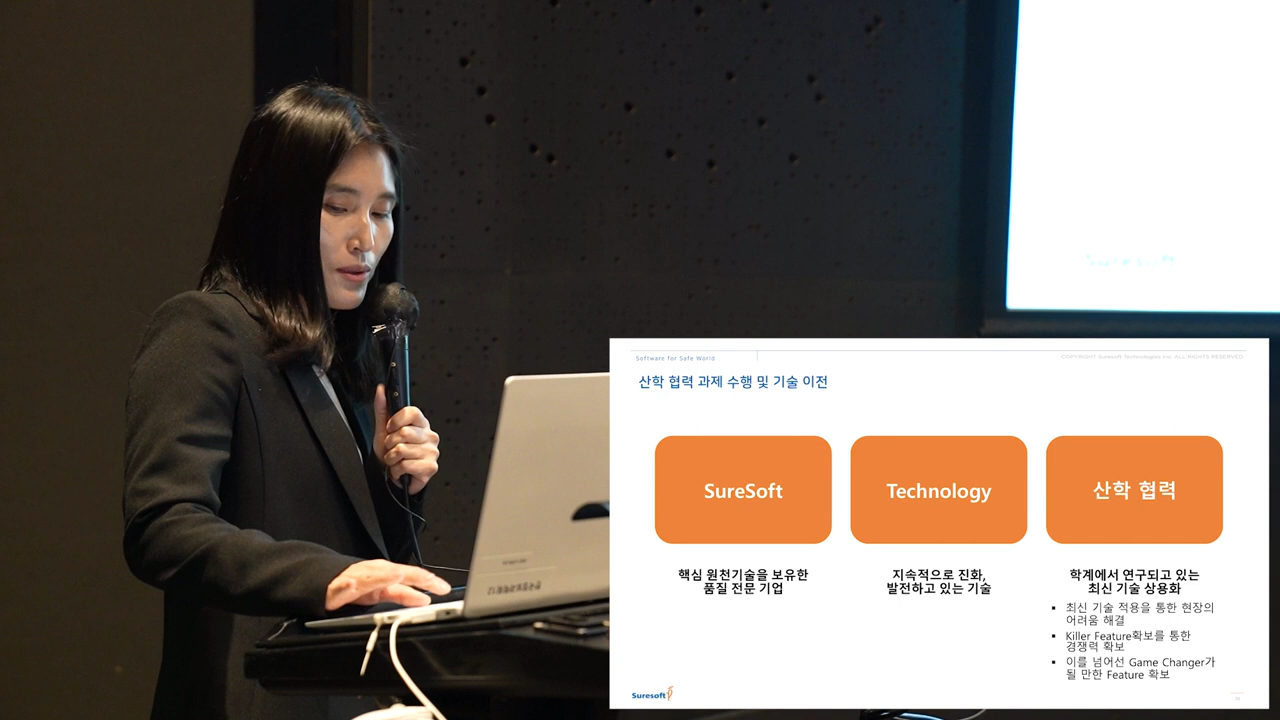 Software for Safe World
COPYRIGHT Suresoft Technologies Inc. ALL RIGHTS RESERVED
산학 협력 과제 수행 및 기술 이전
SureSoft
Technology
산학 협력
핵심 원천기술을 보유한
품질 전문 기업
지속적으로 진화,
발전하고 있는 기술
학계에서 연구되고 있는
최신 기술 상용화
▪ 최신 기술 적용을 통한 현장의
어려움 해결
▪ Killer Feature확보를 통한
경쟁력 확보
▪ 이를 넘어선 Game Changer가
될 만한 Feature 확보
Suresoft